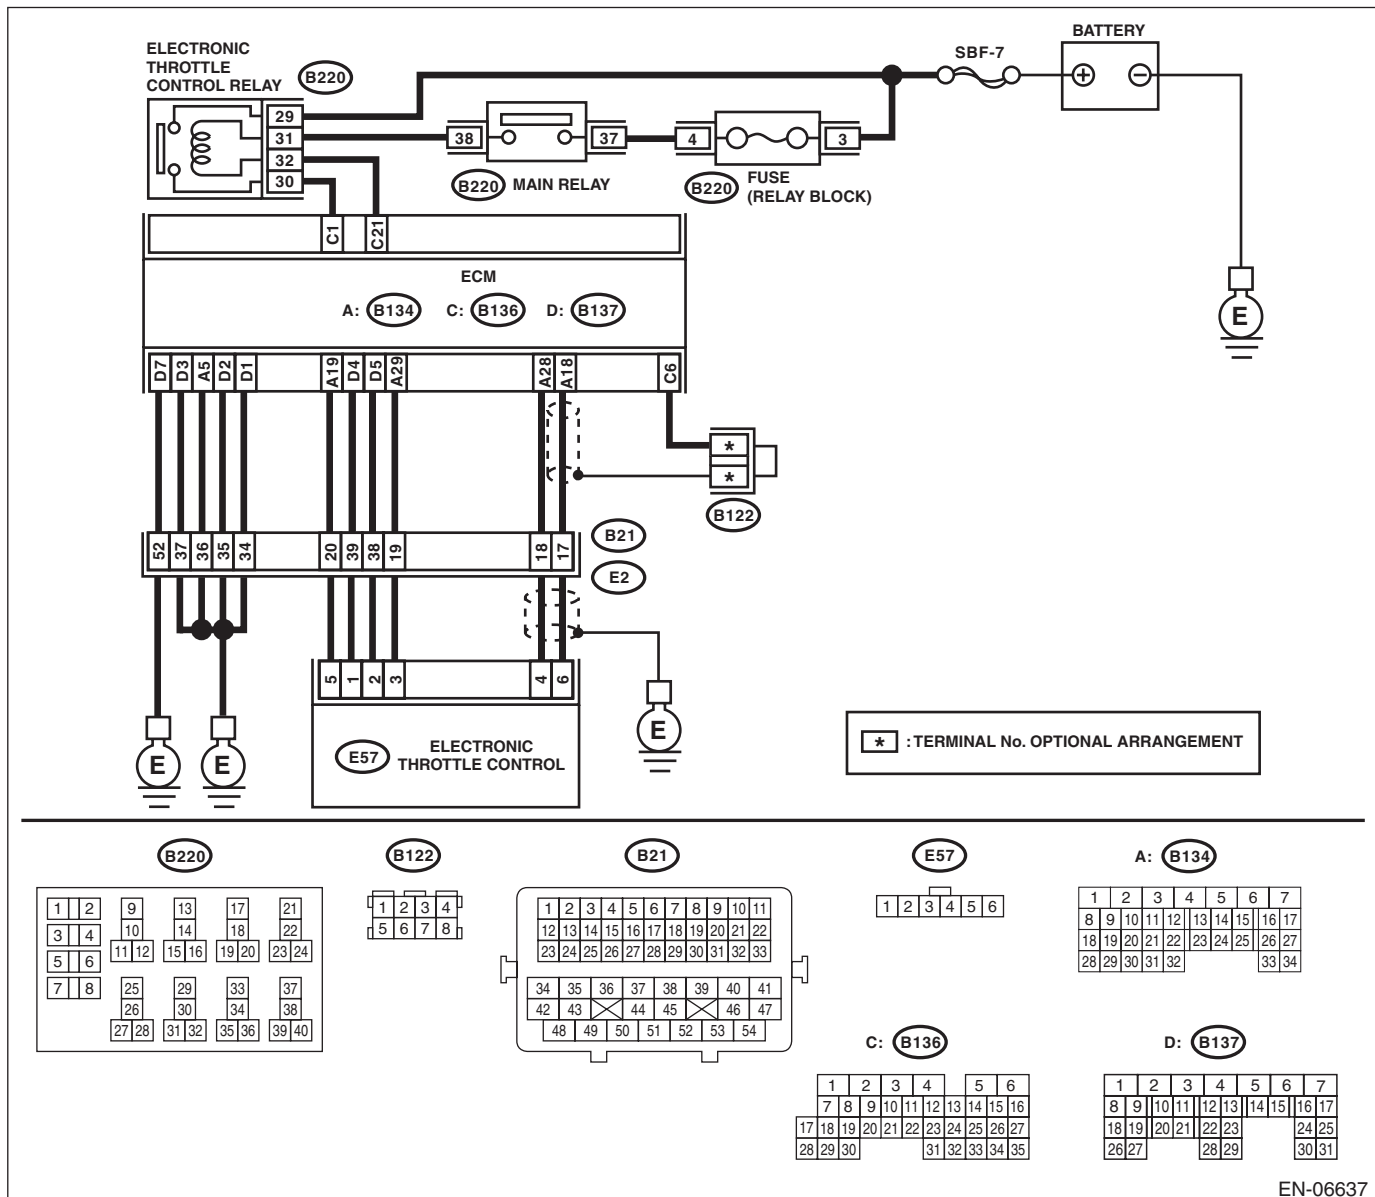 BATTERY
SBF-7
ELECTRONIC
THROTTLE
CONTROL RELAY
B220
29
31
32
30
38
37
4
3
B220 MAIN RELAY
B220 FUSE
(RELAY BLOCK)
C1 C21
ECM
A: B134 C: B136 D: B137
E
D7 D3 A5 D2 D1 A19 D4 D5 A29 A28 A18 C6
*
*
B122
52 37 36 35 34 20 39 38 19 18 17
B21
E2
5 1 2 3 4 6
E E E
E57 ELECTRONIC
THROTTLE CONTROL
* : TERMINAL No. OPTIONAL ARRANGEMENT
B220
1 2 9 13 17 21
3 4 10 14 18 22
5 6 11 12 15 16 19 20 23 24
7 8 25 29 33 37
26 30 34 38
27 28 31 32 35 36 39 40
B122
1 2 3 4
5 6 7 8
B21
1 2 3 4 5 6 7 8 9 10 11
12 13 14 15 16 17 18 19 20 21 22
23 24 25 26 27 28 29 30 31 32 33
34 35 36 37 38 39 40 41
42 43 44 45 46 47
48 49 50 51 52 53 54
E57
1 2 3 4 5 6
A: B134
1 2 3 4 5 6 7
8 9 10 11 12 13 14 15 16 17
18 19 20 21 22 23 24 25 26 27
28 29 30 31 32 33 34
C: B136
1 2 3 4 5 6
7 8 9 10 11 12 13 14 15 16
17 18 19 20 21 22 23 24 25 26 27
28 29 30 31 32 33 34 35
D: B137
1 2 3 4 5 6 7
8 9 10 11 12 13 14 15 16 17
18 19 20 21 22 23 24 25
26 27 28 29 30 31
EN-06637